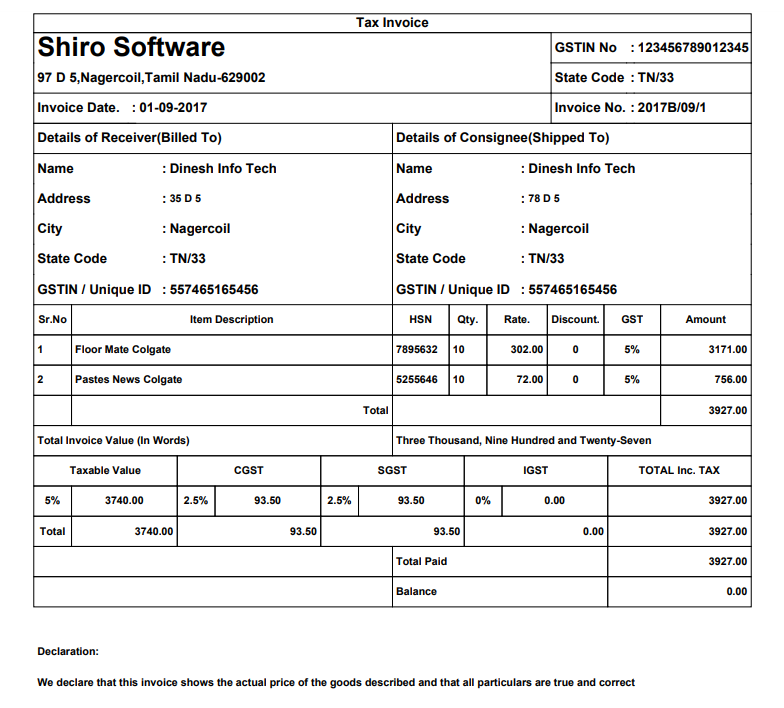 Tax Invoice
Shiro Software
GSTIN No : 123456789012345
97 D 5,Nagercoil,Tamil Nadu-629002
State Code : TN/33
Invoice Date. : 01-09-2017
Invoice No. : 2017B/09/1
Details of Receiver(Billed To) Details of Consignee(Shipped To)
Name : Dinesh Info Tech Name : Dinesh Info Tech
Address : 35 D 5 Address : 78 D 5
City : Nagercoil City : Nagercoil
State Code : TN/33 State Code : TN/33
GSTIN / Unique ID : 557465165456 GSTIN / Unique ID : 557465165456
Sr.No Item Description HSN Qty. Rate. Discount. GST Amount
1 Floor Mate Colgate 7895632 10 302.00 0 5% 3171.00
2 Pastes News Colgate 5255646 10 72.00 0 5% 756.00
Total 3927.00
Total Invoice Value (In Words) Three Thousand, Nine Hundred and Twenty-Seven
Taxable Value CGST SGST IGST TOTAL Inc. TAX
5% 3740.00 2.5% 93.50 2.5% 93.50 0% 0.00 3927.00
Total 3740.00 93.50 93.50 0.00 3927.00
Total Paid 3927.00
Balance 0.00
Declaration:
We declare that this invoice shows the actual price of the goods described and that all particulars are true and correct